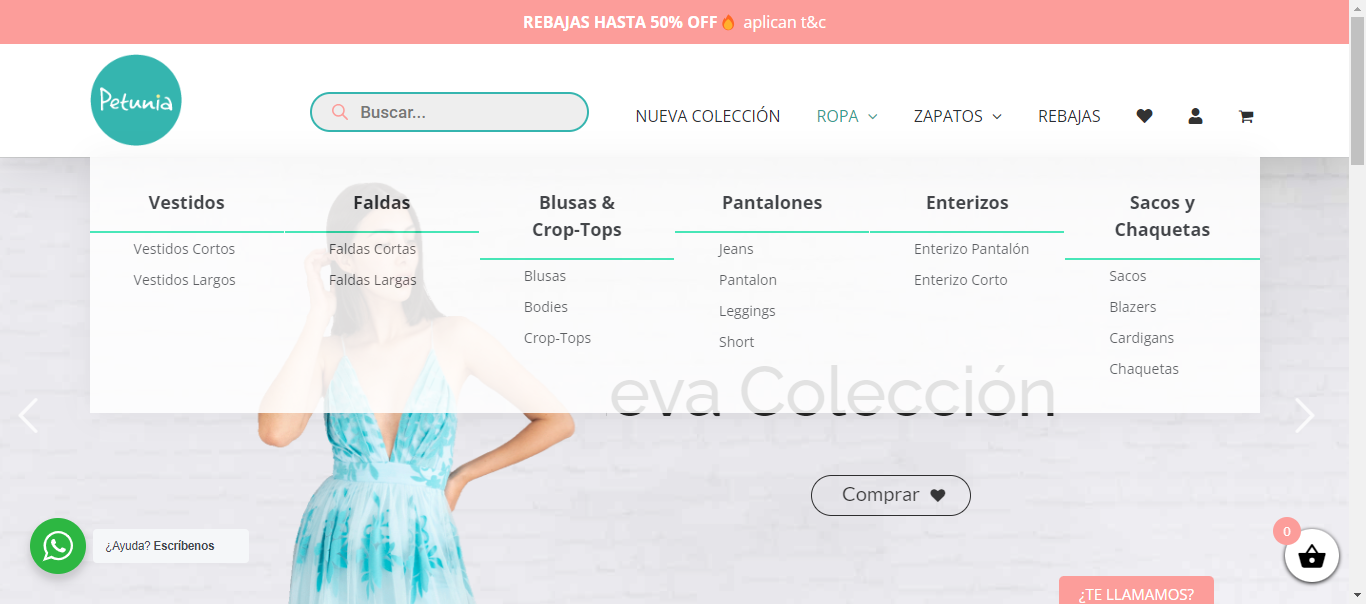 REBAJAS HASTA 50% OFF🔥 aplican t&c
Petunia
Buscar...
NUEVA COLECCIÓN
ROPA
ZAPATOS
REBAJAS
Vestidos
Vestidos Cortos
Vestidos Largos
Faldas
Faldas Cortas
Faldas Largas
Blusas &
Crop-Tops
Blusas
Bodies
Crop-Tops
Pantalones
Jeans
Pantalon
Leggings
Short
Enterizos
Enterizo Pantalón
Enterizo Corto
Sacos y
Chaquetas
Sacos
Blazers
Cardigans
Chaquetas
eva Colección
Comprar
¿Ayuda? Escríbenos
0
¿TE LLAMAMOS?